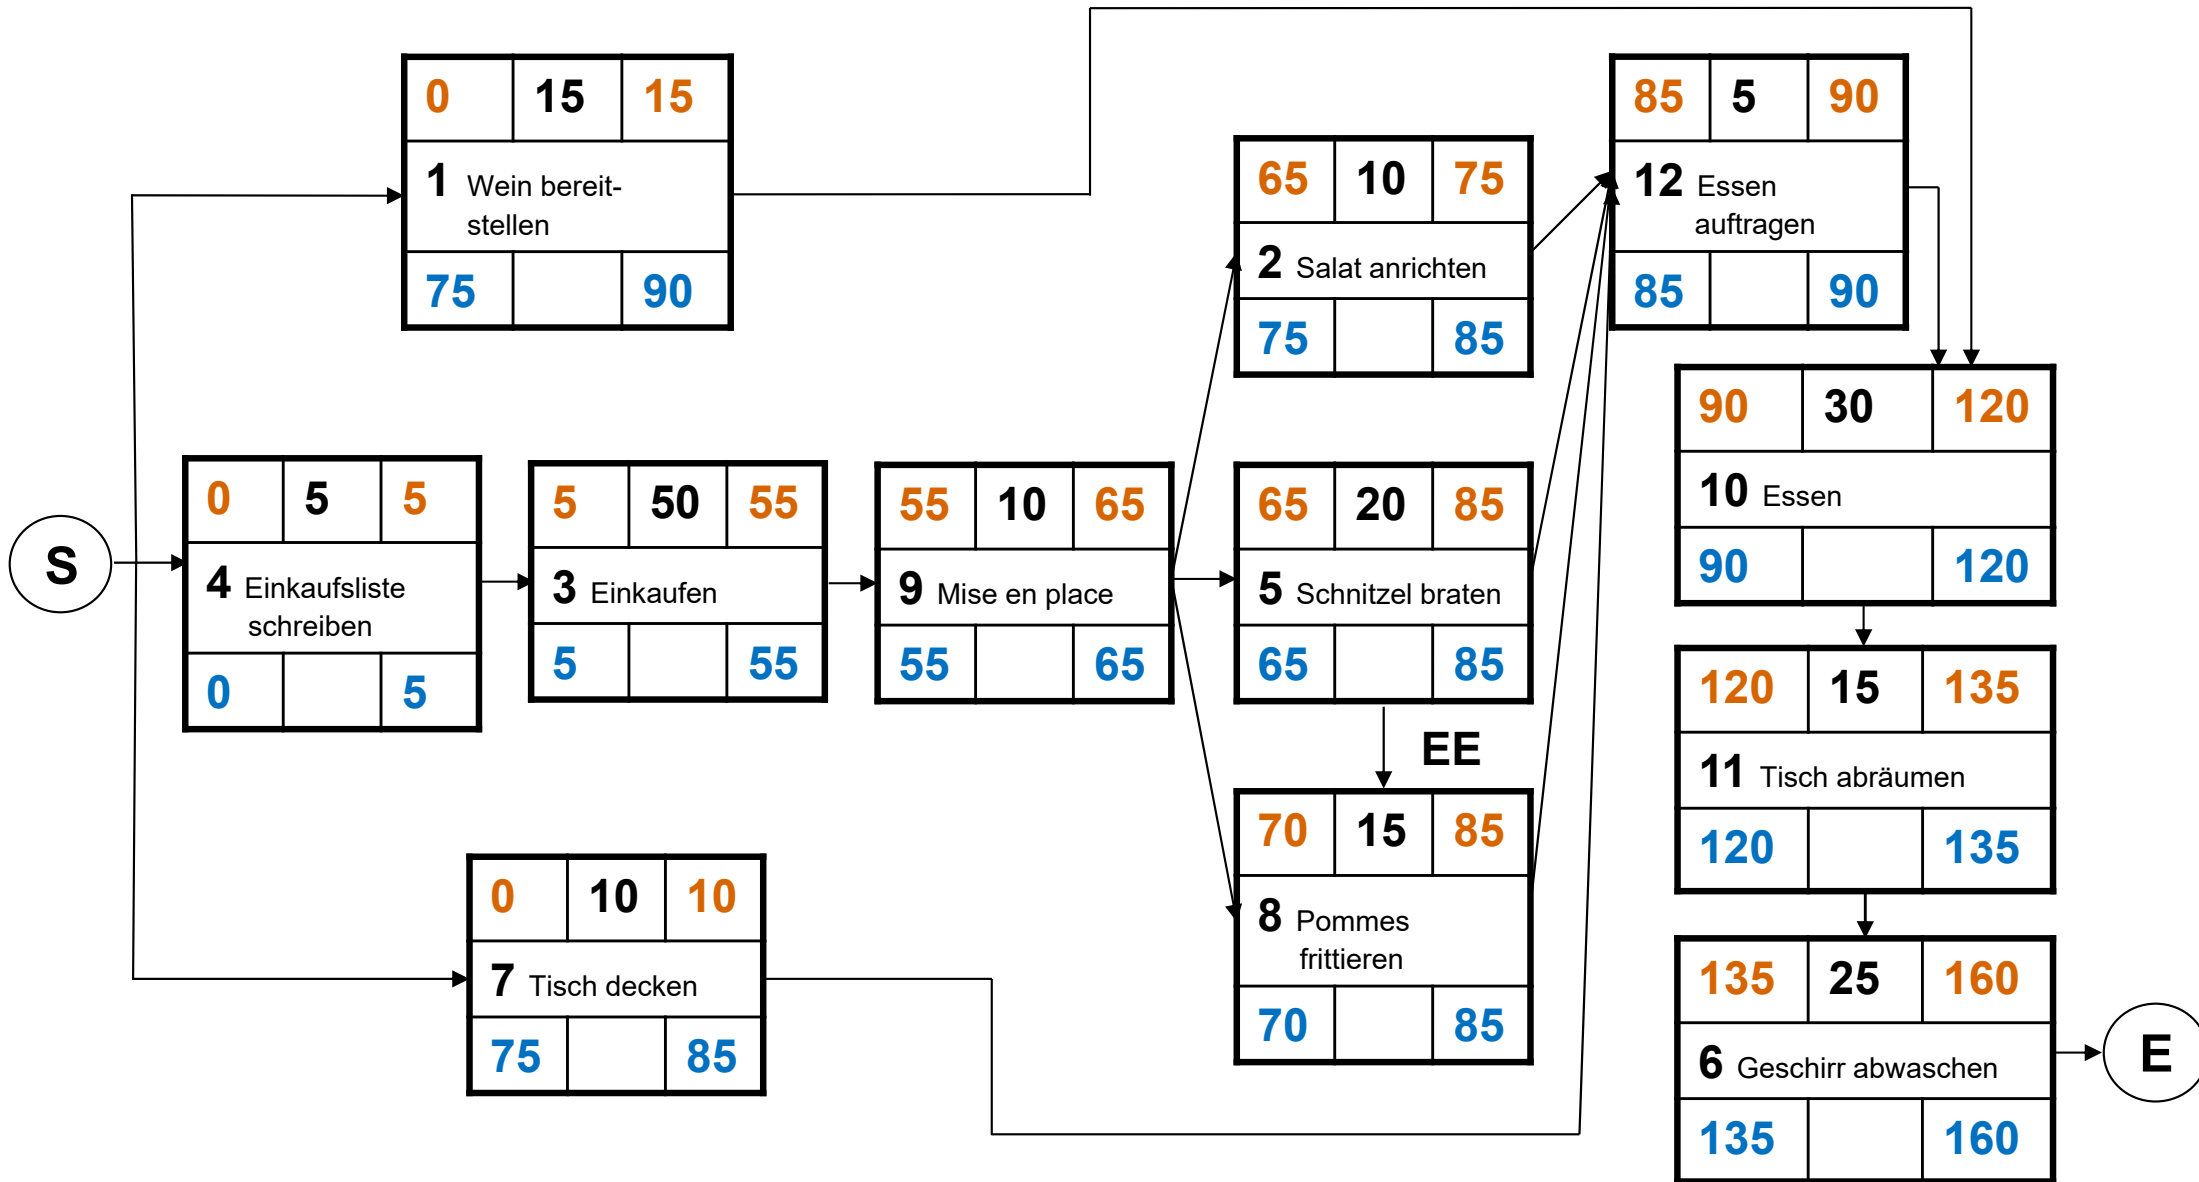 0 15 15
1 Wein bereit-
stellen
75 90
65 10 75
2 Salat anrichten
75 85
85 5 90
12 Essen
auftragen
85 90
S
0 5 5
4 Einkaufsliste
schreiben
0 5
5 50 55
3 Einkaufen
5 55
55 10 65
9 Mise en place
55 65
65 20 85
5 Schnitzel braten
65 85
EE
70 15 85
8 Pommes
frittieren
70 85
0 10 10
7 Tisch decken
75 85
90 30 120
10 Essen
90 120
120 15 135
11 Tisch abräumen
120 135
135 25 160
6 Geschirr abwaschen
135 160
E